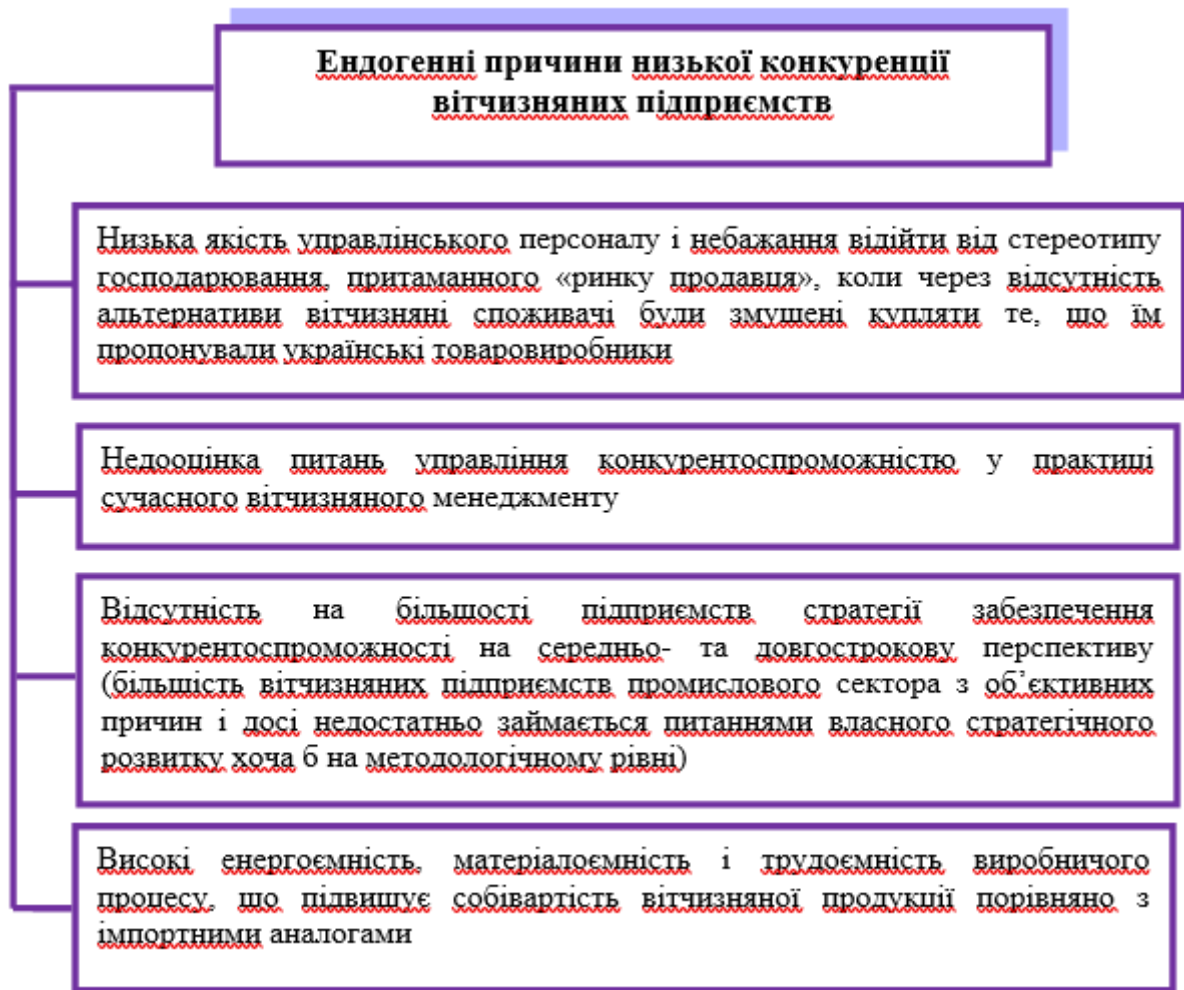 Ендогенні причини низької конкуренції
вітчизняних підприємств
Низька якість управлінського персоналу і небажання відійти від стереотипу
господарювання, притаманного «ринку продавця», коли через відсутність
альтернативи вітчизняні споживачі були змушені купляти те, що їм
пропонували українські товаровиробники
Недооцінка питань управління конкурентоспроможністю у практиці
сучасного вітчизняного менеджменту
Відсутність на більшості підприємств стратегії забезпечення
конкурентоспроможності на середньо- та довгострокову перспективу
(більшість вітчизняних підприємств промислового сектора з об’єктивних
причин і досі недостатньо займається питаннями власного стратегічного
розвитку хоча б на методологічному рівні)
Високі енергоємність, матеріалоємність і трудоємність виробничого
процесу, що підвищує собівартість вітчизняної продукції порівняно з
імпортними аналогами